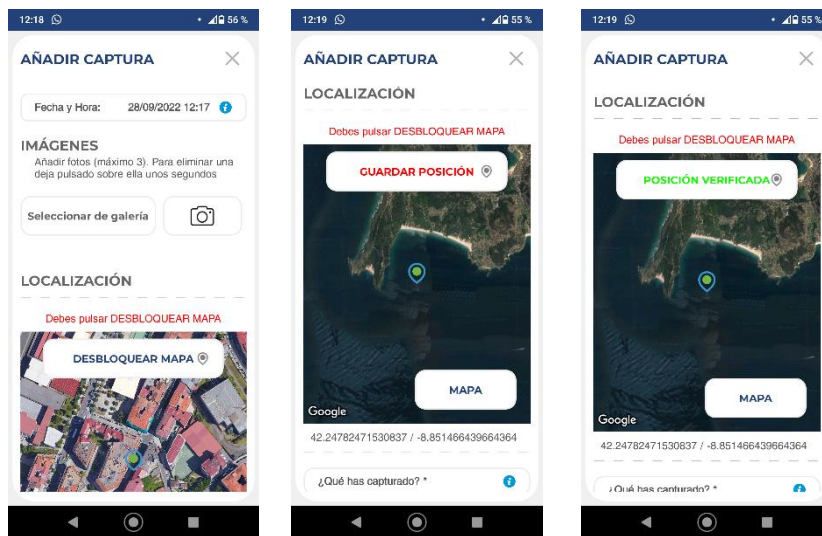 12:18 56 %
AÑADIR CAPTURA
Fecha y Hora: 28/09/2022 12:17
IMÁGENES
Añadir fotos (máximo 3). Para eliminar una
deja pulsado sobre ella unos segundos
Seleccionar de galería
LOCALIZACIÓN
Debes pulsar DESBLOQUEAR MAPA
DESBLOQUEAR MAPA
12:19 55 %
AÑADIR CAPTURA
LOCALIZACIÓN
Debes pulsar DESBLOQUEAR MAPA
GUARDAR POSICIÓN
MAPA
Google
42.24782471530837 / -8.851466439664364
¿Qué has capturado? *
12:19 55 %
AÑADIR CAPTURA
LOCALIZACIÓN
Debes pulsar DESBLOQUEAR MAPA
POSICIÓN VERIFICADA
MAPA
Google
42.24782471530837 / -8.851466439664364
¿Qué has capturado? *